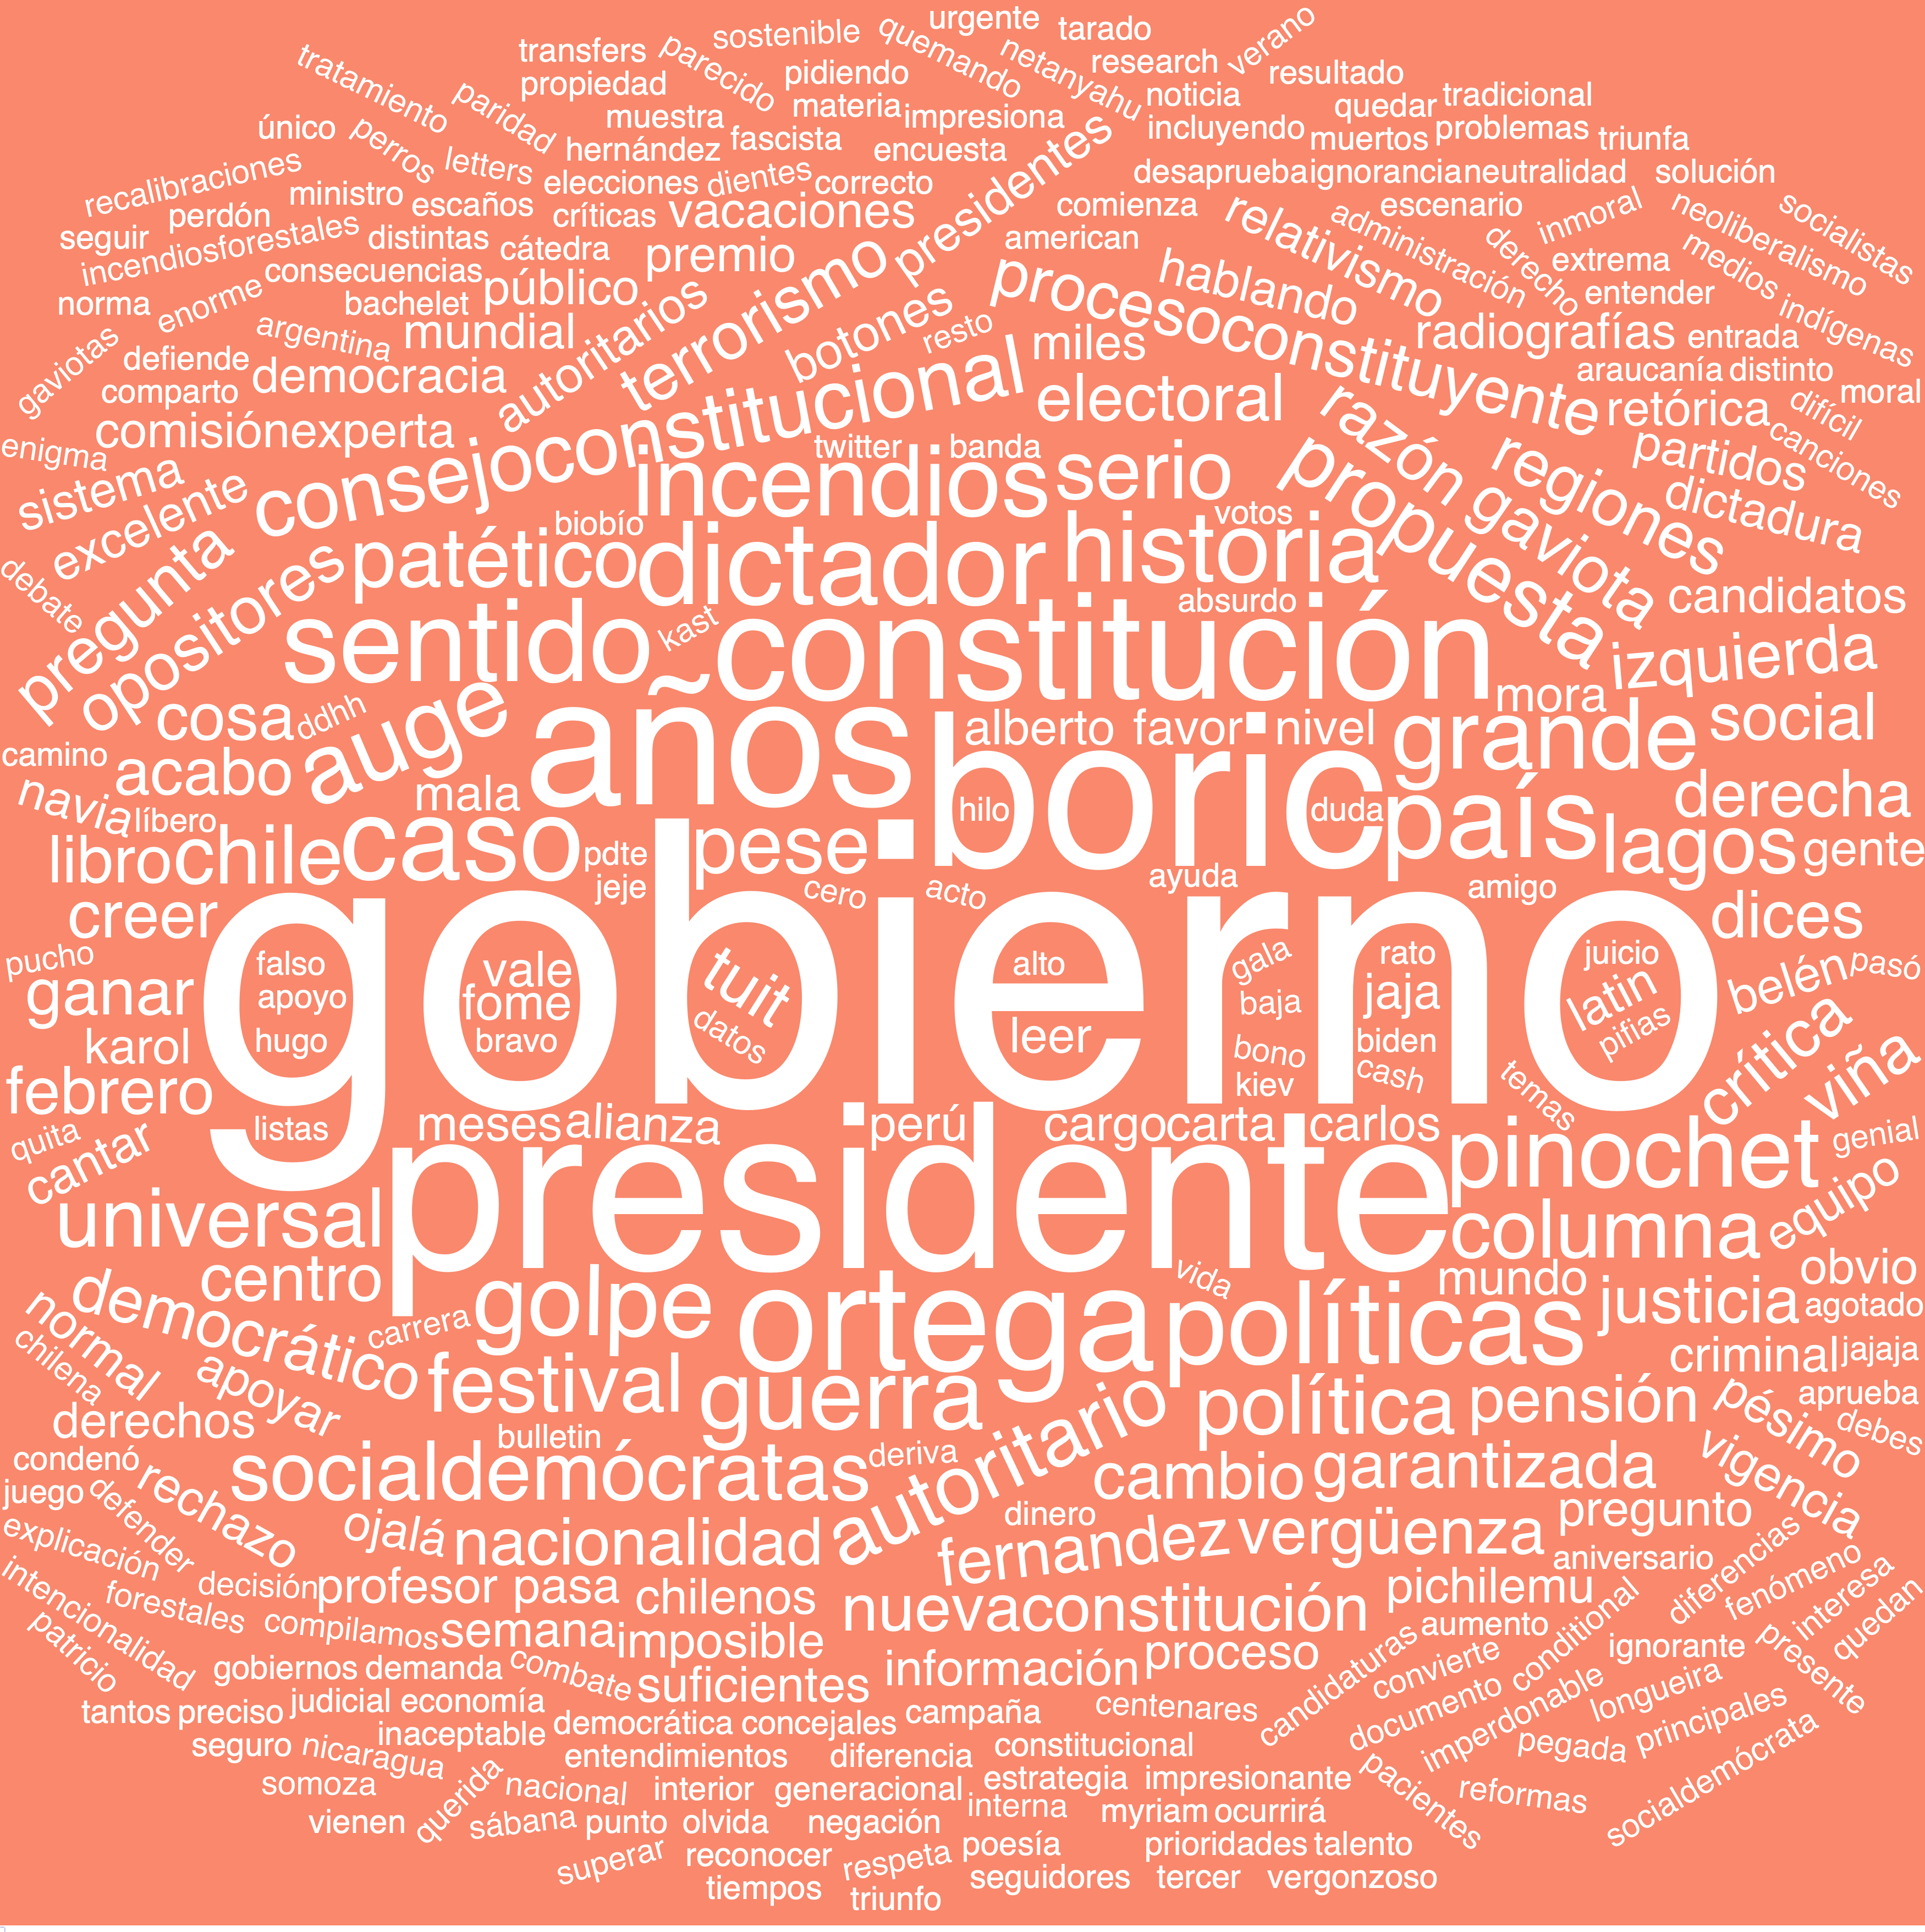 urgente
tarado
verano
sostenible
quemando
netanyahu
transfers
parecido
pidiendo
research
resultado
tratamiento
propiedad
materia
noticia
quedar
tradicional
paridad
muestra
impresiona
incluyendo
muertos
problemas
triunfa
único
perros
letters
hernández
fascista
encuesta
presidentes
recalibraciones
ministro
escaños
elecciones
dientes
correcto
desaprueba
ignorancia
neutralidad
solución
perdón
críticas
vacaciones
comienza
relativismo
administración
escenario
inmoral
neoliberalismo
socialistas
seguir
incendiosforestales
distintas
cátedra
premio
terrorismo
american
derecho
extrema
medios
norma
enorme
consecuencias
bachelet
público
autoritarios
procesoconstituyente
hablando
entender
indígenas
gaviotas
argentina
mundial
botones
resto
miles
radiografías
entrada
defiende
comparto
democracia
consejoconstitucional
electoral
razón
araucanía
distinto
moral
enigma
comisiónexperta
twitter
banda
retórica
difícil
canciones
sistema
excelente
incendios
serio
propuesta
gaviota
regiones
partidos
dictadura
debate
pregunta
opositores
patético
biobío
dictador
historia
votos
candidatos
sentido
kast
constitución
absurdo
izquierda
cosa
ddhh
auge
años
boric
alberto
favor
nivel
mora
grande
social
camino
acabo
navia
líbero
mala
hilo
duda
país
derecha
libro
chile
caso
pdte
pese
lagos
gente
creer
jeje
cero
acto
ayuda
amigo
dices
gobierno
pucho
ganar
falso
apoyo
hugo
vale
fome
bravo
tuit
datos
alto
leer
gala
baja
bono
kiev
rato
jaja
biden
cash
juicio
latin
pifias
belén
pasó
karol
febrero
temas
crítica
viña
quita
cantar
listas
meses
alianza
perú
cargo
carta
carlos
pinochet
genial
universal
presidente
columna
equipo
centro
golpe
vida
mundo
obvio
normal
democrático
carrera
ortega
políticas
justicia
agotado
chilena
apoyar
festival
guerra
autoritario
política
pensión
criminal
jajaja
aprueba
derechos
bulletin
pésimo
debes
condenó
rechazo
socialdemócratas
deriva
cambio
garantizada
vigencia
juego
defender
ojalá
nacionalidad
dinero
fernandez
vergüenza
pregunto
explicación
aniversario
diferencias
intencionalidad
forestales
decisión
profesor
pasa
chilenos
nuevaconstitución
pichilemu
fenómeno
interesa
quedan
patricio
compilamos
semana
imposible
candidaturas
aumento
conditional
ignorante
presente
gobiernos
demanda
combate
suficientes
información
proceso
convierte
tantos
preciso
judicial
economía
centenares
documento
imperdonable
longueira
inaceptable
democrática
concejales
campaña
seguro
nicaragua
entendimientos
diferencia
constitucional
pegada
principales
somoza
querida
nacional
interior
generacional
estrategia
impresionante
pacientes
reformas
socialdemócrata
vienen
sábana
punto
olvida
negación
interna
myriam
ocurrirá
superar
reconocer
respeta
poesía
prioridades
talento
tiempos
triunfo
seguidores
tercer
vergonzoso